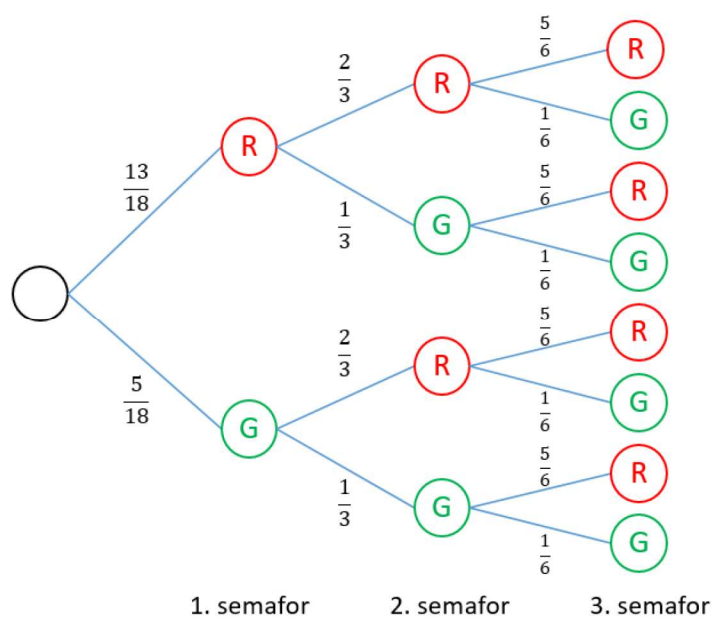 5/6
R
2/3
R
1/6
G
13/18
R
5/6
R
1/3
G
1/6
G
5/6
R
2/3
R
5/18
G
1/6
G
5/6
R
1/3
G
1/6
G
1. semafor 2. semafor 3. semafor